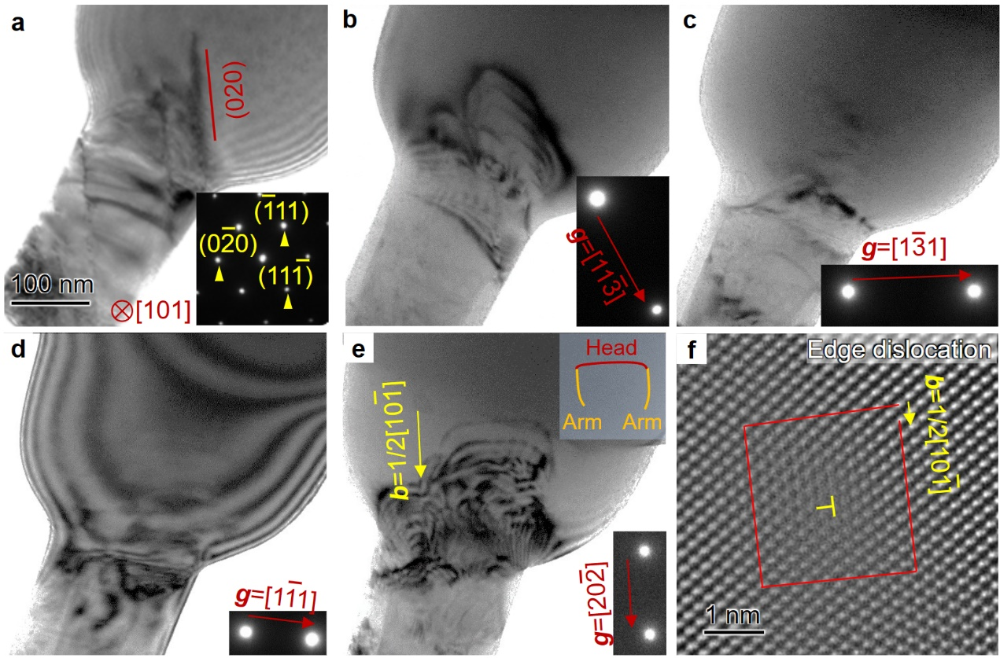 a
(020)
(1̅11)
(02̅0)
(111̅)
100 nm
⊗[101]
b
g=[113̅]
c
g=[13̅1]
d
g=[11̅1]
e
Head
Arm Arm
b=1/2[101̅]
g=[202̅]
f
Edge dislocation
b=1/2[101̅]
1 nm